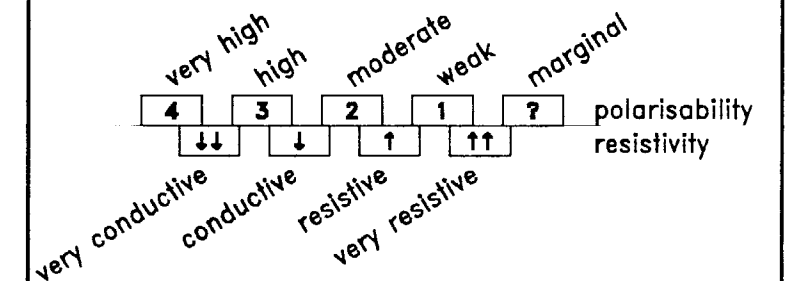 very high
high
moderate
weak
marginal
4 3 2 1 ? polarisability
↓↓ ↓ ↑ ↑↑ resistivity
very conductive
conductive
resistive
very resistive